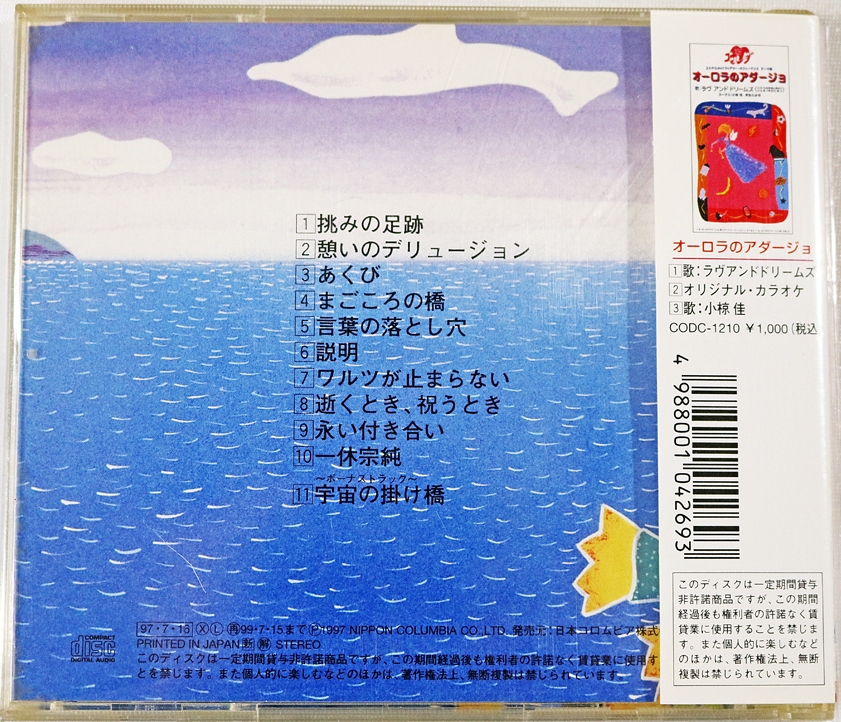 1 挑みの足跡
2 憩いのデリュージョン
3 あくび
4 まごころの橋
5 言葉の落とし穴
6 説明
7 ワルツが止まらない
8 逝くとき、祝うとき
9 永い付き合い
10 一休宗純
〜ボーナストラック〜
11 宇宙の掛け橋
COMPACT
disc
DIGITAL AUDIO
97・7・15 Ⓧ Ⓛ ㊞99・7・15まで Ⓟ1997 NIPPON COLUMBIA CO., LTD. 発売元:日本コロムビア株式
PRINTED IN JAPAN STEREO
このディスクは一定期間貸与非許諾商品ですが、この期間経過後も権利者の許諾なく賃貸業に使用す
とを禁じます。また個人的に楽しむなどのほかは、著作権法上、無断複製は禁じられています。
オーロラのアダージョ
歌:ラヴ アンド ドリームズ
オーロラのアダージョ
1 歌:ラヴアンドドリームズ
2 オリジナル・カラオケ
3 歌:小椋 佳
CODC-1210 ¥1,000(税込
4 988001 042693
このディスクは一定期間貸与
非許諾商品ですが、この期間
経過後も権利者の許諾なく賃
貸業に使用することを禁じま
す。また個人的に楽しむなど
のほかは、著作権法上、無断
複製は禁じられています。